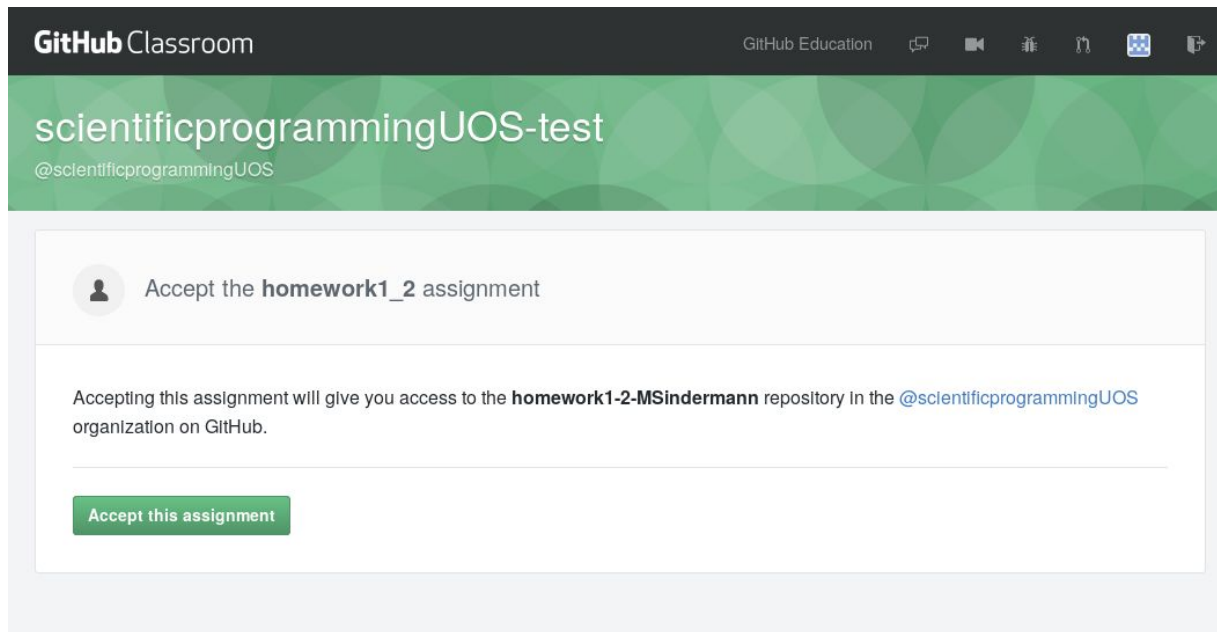 GitHub Classroom
GitHub Education
scientificprogrammingUOS-test
@scientificprogrammingUOS
Accept the homework1_2 assignment
Accepting this assignment will give you access to the homework1-2-MSindermann repository in the @scientificprogrammingUOS
organization on GitHub.
Accept this assignment